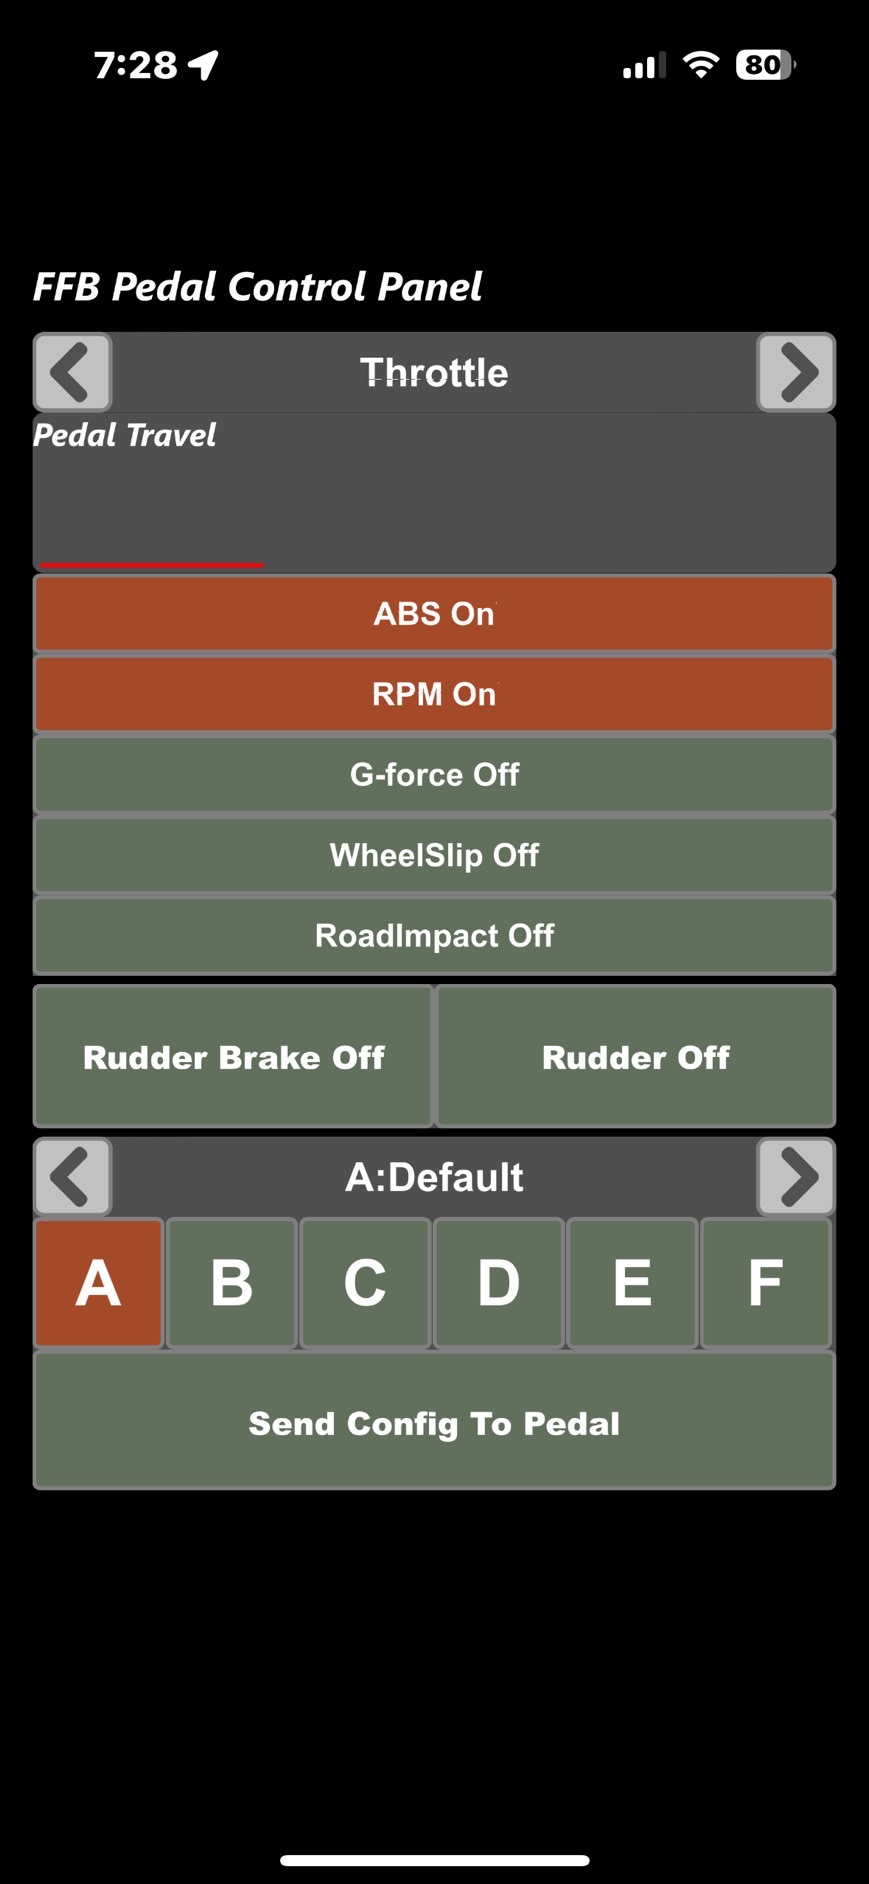 7:28
80
FFB Pedal Control Panel
Throttle
Pedal Travel
ABS On
RPM On
G-force Off
WheelSlip Off
RoadImpact Off
Rudder Brake Off
Rudder Off
A:Default
A B C D E F
Send Config To Pedal